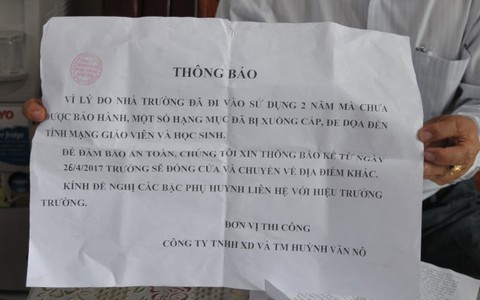 THÔNG BÁO
VÌ LÝ DO NHÀ TRƯỜNG ĐÃ ĐI VÀO SỬ DỤNG 2 NĂM MÃ CHƯA
ĐƯỢC BẢO HÀNH, MỘT SỐ HẠNG MỤC ĐÃ BỊ XUỐNG CẤP, ĐE DỌA ĐẾN
TÍNH MẠNG GIÁO VIÊN VÀ HỌC SINH.
ĐỂ ĐẢM BẢO AN TOÀN, CHÚNG TÔI XIN THÔNG BÁO KỂ TỪ NGÀY
26/4/2017 TRƯỜNG SẼ ĐÓNG CỬA VÀ CHUYỂN VỀ ĐỊA ĐIỂM KHÁC.
KÍNH ĐỀ NGHỊ CÁC BẬC PHỤ HUYNH LIÊN HỆ VỚI HIỆU TRƯỞNG
TRƯỜNG.
ĐƠN VỊ THI CÔNG
CÔNG TY TNHH XD VÀ TM HUỲNH VĂN NÔ